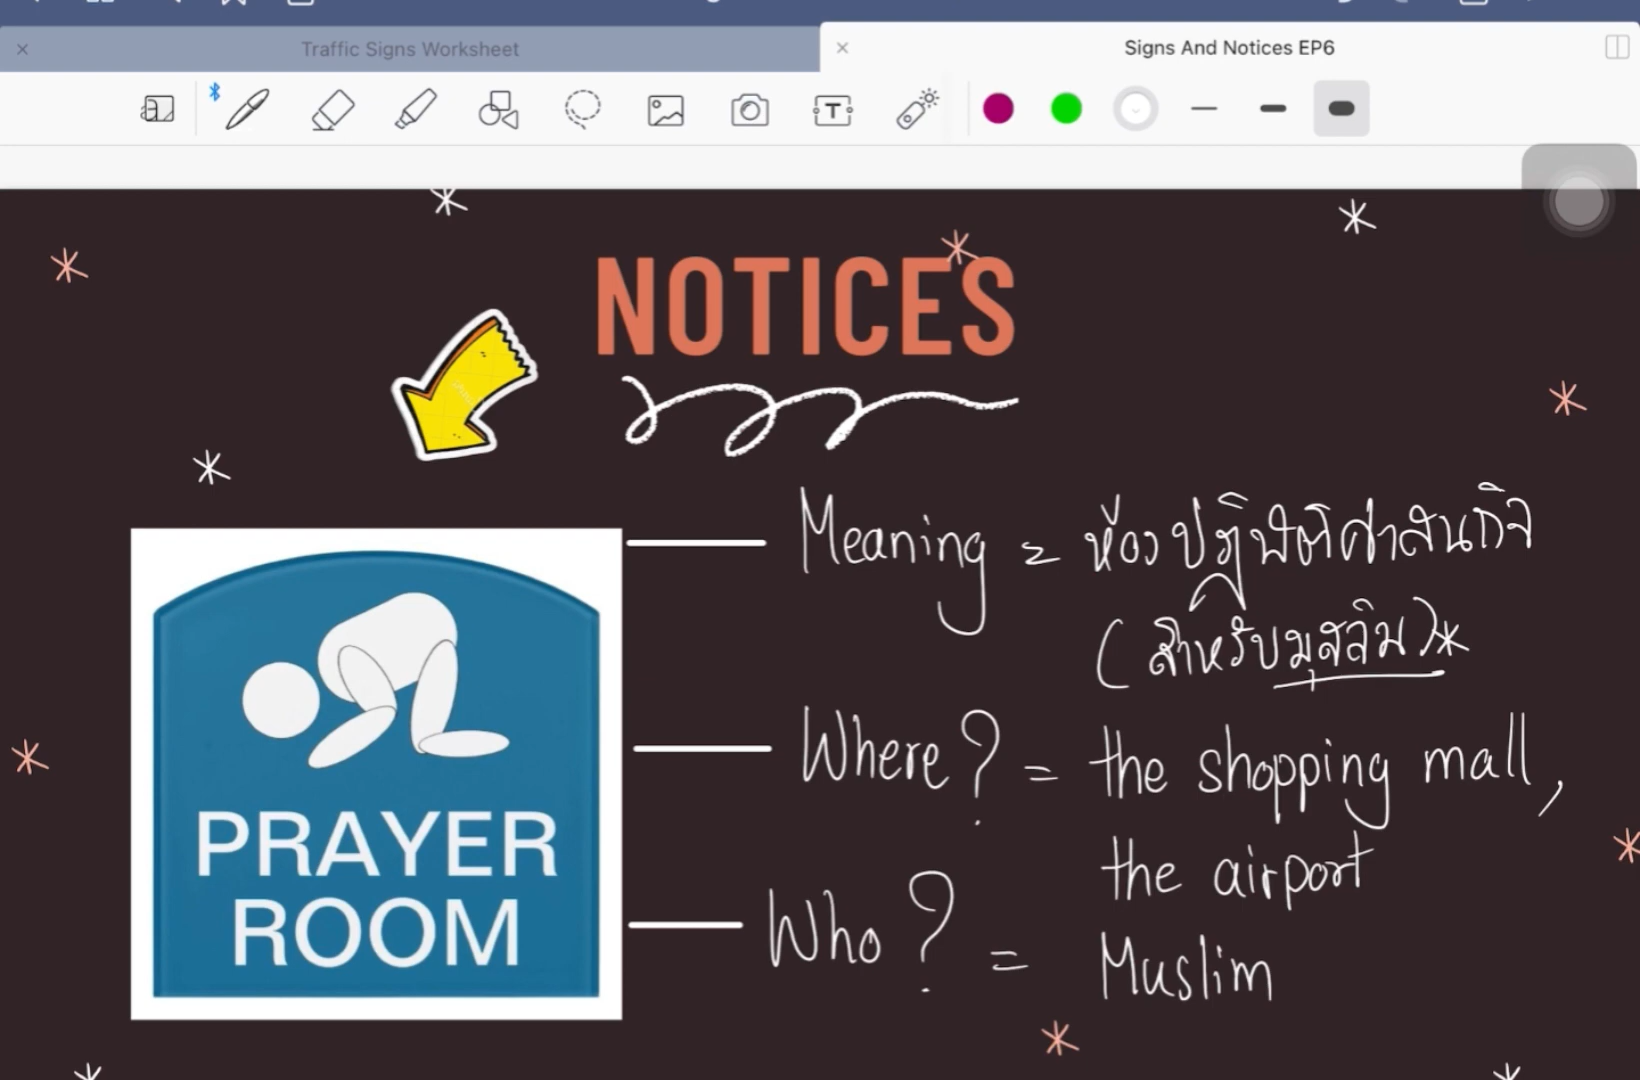 Traffic Signs Worksheet
Signs And Notices EP6
NOTICES
Meaning = ห้องปฏิบัติศาสนกิจ
(สำหรับมุสลิม)*
Where? = the shopping mall,
the airport
Who? = Muslim
PRAYER
ROOM